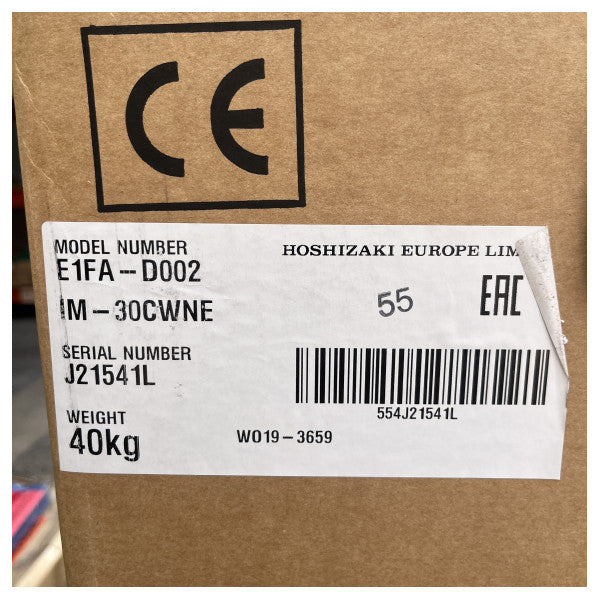 CE
MODEL NUMBER
HOSHIZAKI EUROPE
E1FA-D002
IM-30CWNE
55
EAC
SERIAL NUMBER
J21541L
554J21541L
WEIGHT
40kg
W019-3659